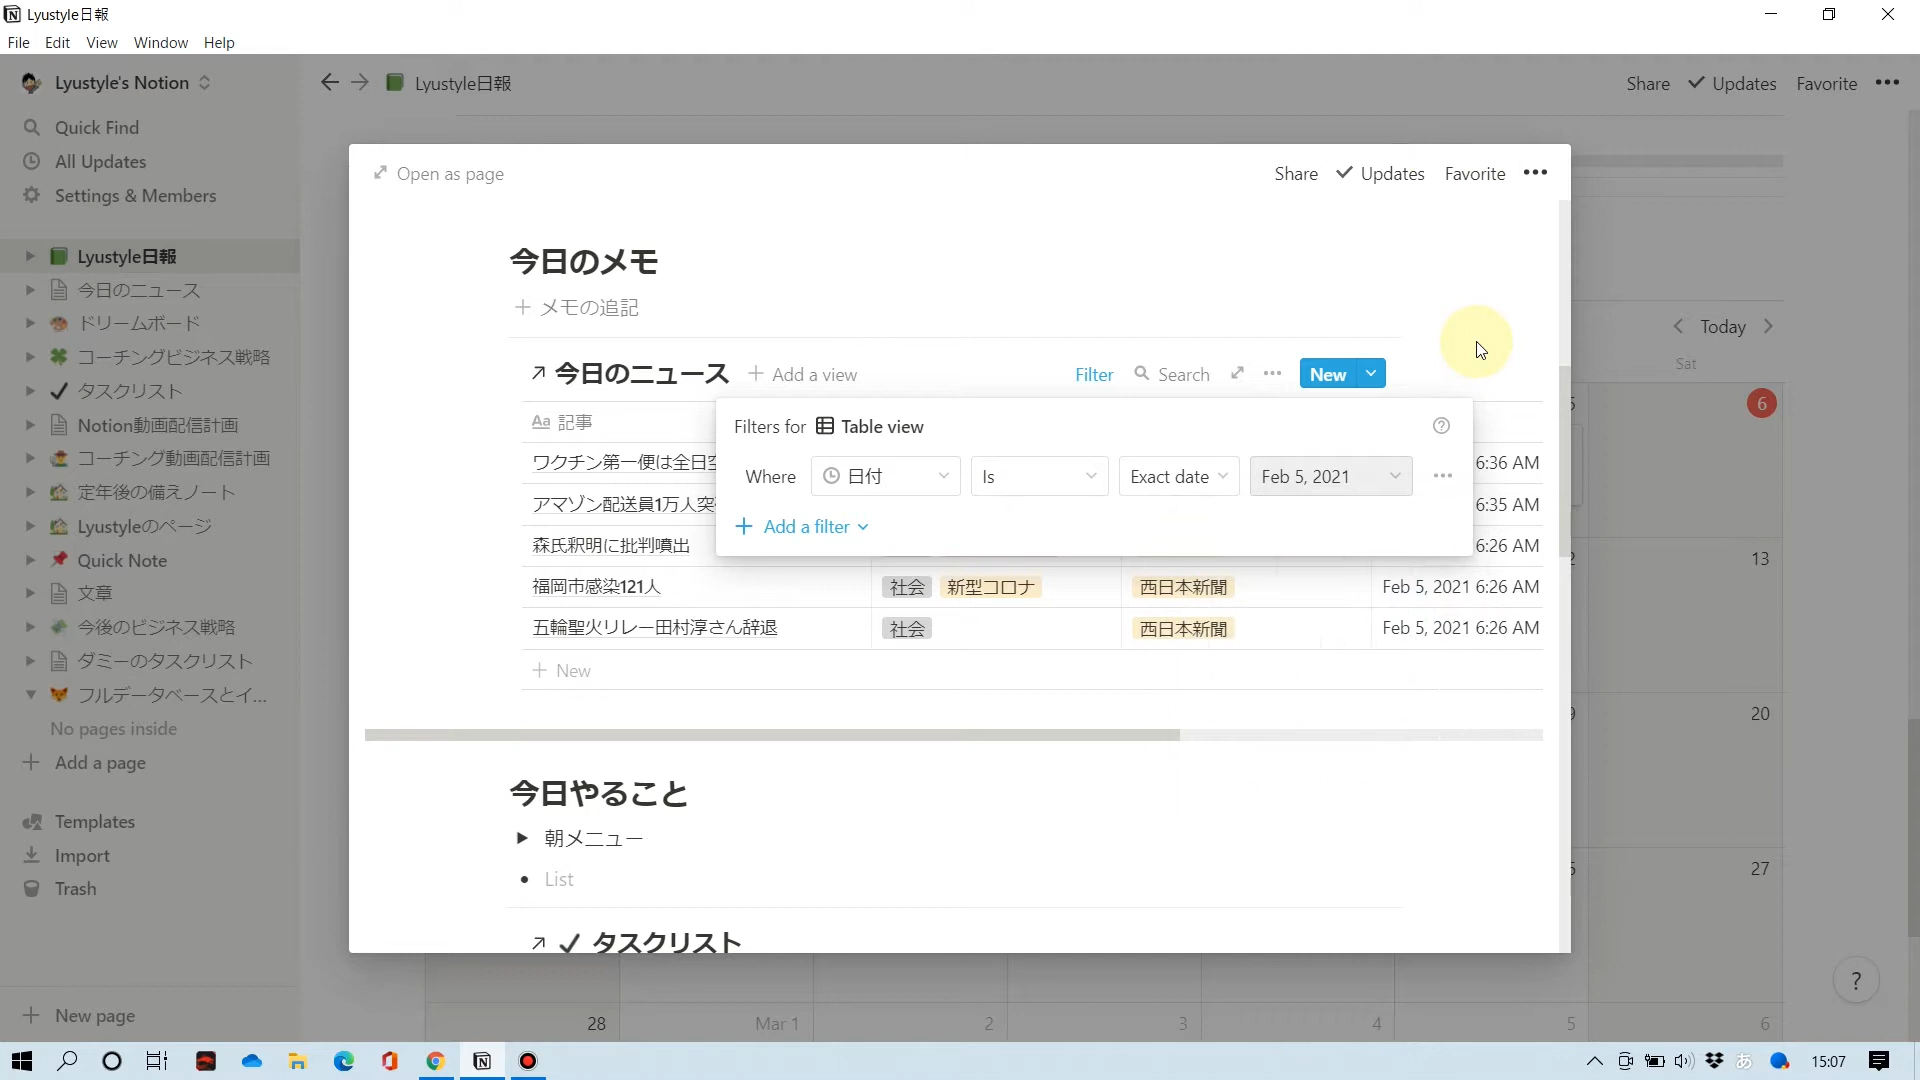 Lyustyle日報
File Edit View Window Help
Lyustyle's Notion
Lyustyle日報
Share Updates Favorite
Quick Find
All Updates
Settings & Members
Lyustyle日報
今日のニュース
ドリームボード
コーチングビジネス戦略
タスクリスト
Notion動画配信計画
コーチング動画配信計画
定年後の備えノート
Lyustyleのページ
Quick Note
文章
今後のビジネス戦略
ダミーのタスクリスト
フルデータベースとイ...
No pages inside
Add a page
Templates
Import
Trash
New page
Open as page
Share Updates Favorite
今日のメモ
メモの追記
今日のニュース Add a view Filter Search New
Aa 記事
Filters for Table view
Where 日付 Is Exact date Feb 5, 2021
Add a filter
ワクチン第一便は全日空 6:36 AM
アマゾン配送員1万人突 6:35 AM
森氏釈明に批判噴出 6:26 AM
福岡市感染121人 社会 新型コロナ 西日本新聞 Feb 5, 2021 6:26 AM
五輪聖火リレー田村淳さん辞退 社会 西日本新聞 Feb 5, 2021 6:26 AM
New
今日やること
朝メニュー
List
タスクリスト
Today
Sat
6
13
20
27
28 Mar 1 2 3 4 5 6
?
あ 15:07